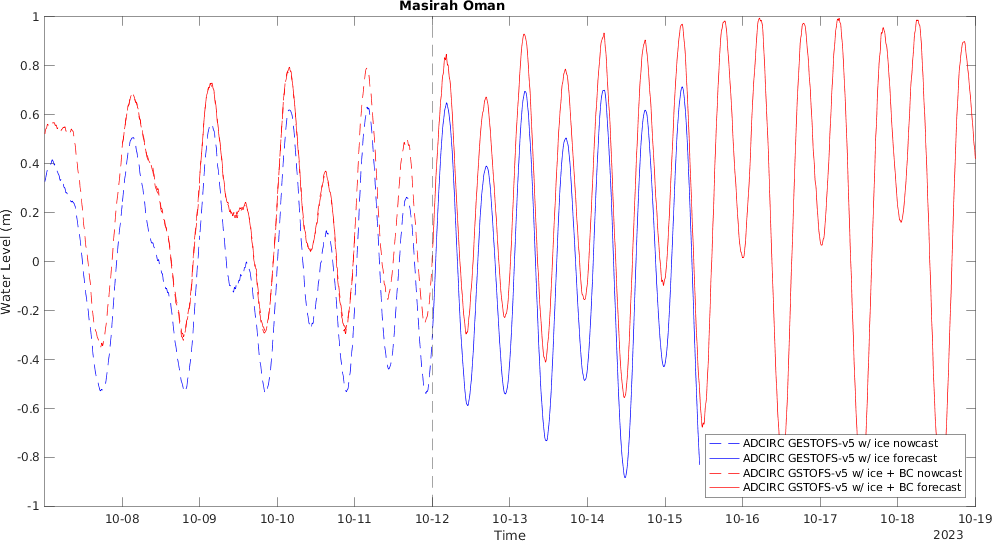 Masirah Oman
1
0.8
0.6
0.4
0.2
0
-0.2
-0.4
-0.6
-0.8
-1
Water Level (m)
ADCIRC GESTOFS-v5 w/ ice nowcast
ADCIRC GESTOFS-v5 w/ ice forecast
ADCIRC GSTOFS-v5 w/ ice + BC nowcast
ADCIRC GSTOFS-v5 w/ ice + BC forecast
10-08 10-09 10-10 10-11 10-12 10-13 10-14 10-15 10-16 10-17 10-18 10-19
Time
2023